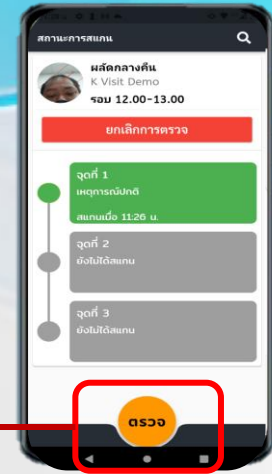 สถานะการสแกน
ผลัดกลางคืน
K Visit Demo
รอบ 12.00-13.00
ยกเลิกการตรวจ
จุดที่ 1
เหตุการณ์ปกติ
สแกนเมื่อ 11:26 น.
จุดที่ 2
ยังไม่ได้สแกน
จุดที่ 3
ยังไม่ได้สแกน
ตรวจ